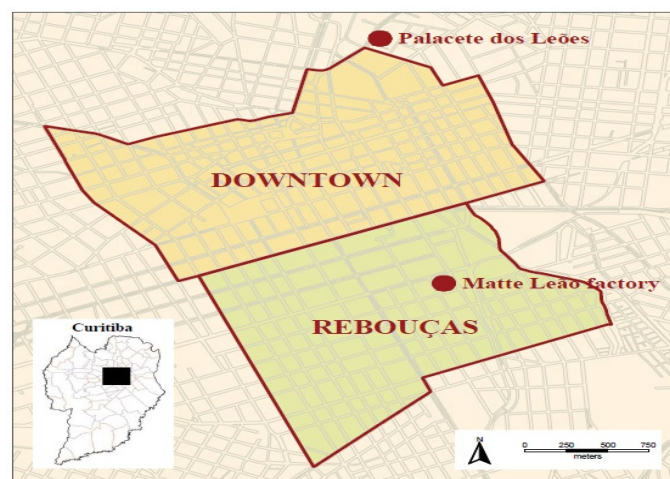 Palacete dos Leões
DOWNTOWN
Matte Leão factory
REBOUÇAS
Curitiba
N
0 250 500 750
meters